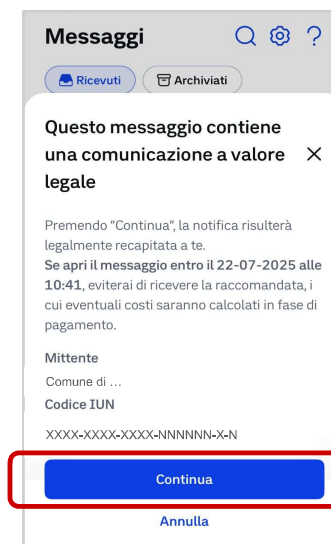 Messaggi
Ricevuti Archiviati
Questo messaggio contiene
una comunicazione a valore
legale
Premendo “Continua”, la notifica risulterà
legalmente recapitata a te.
Se apri il messaggio entro il 22-07-2025 alle
10:41, eviterai di ricevere la raccomandata, i
cui eventuali costi saranno calcolati in fase di
pagamento.
Mittente
Comune di ...
Codice IUN
XXXX-XXXX-XXXX-NNNNNN-X-N
Continua
Annulla